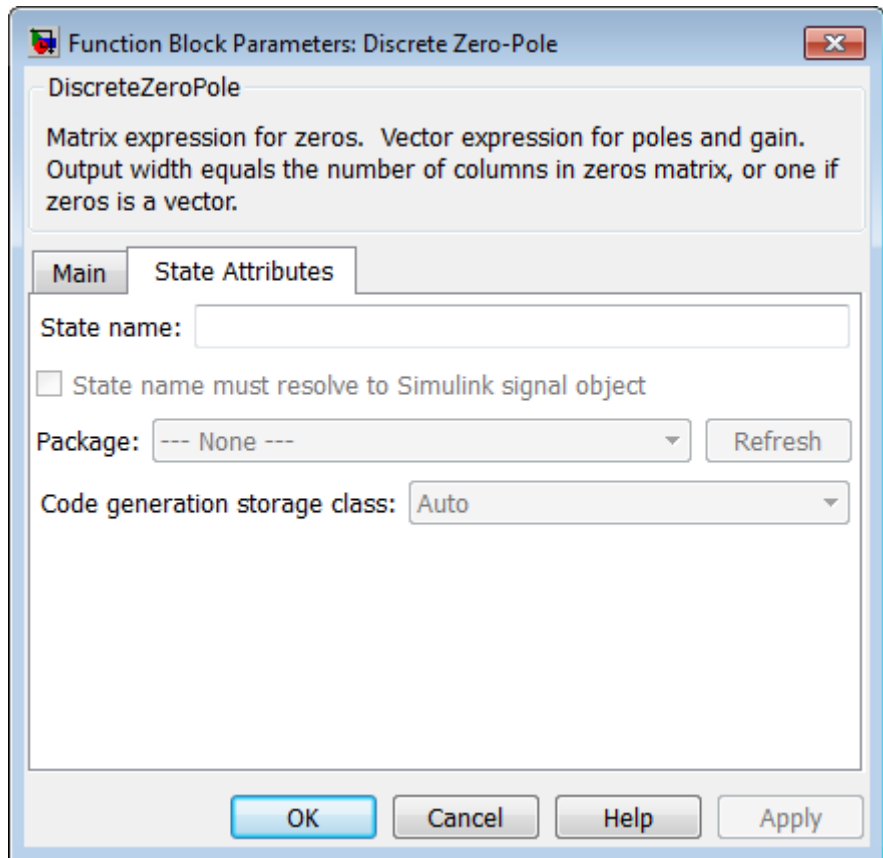 Function Block Parameters: Discrete Zero-Pole
DiscreteZeroPole
Matrix expression for zeros.  Vector expression for poles and gain.
Output width equals the number of columns in zeros matrix, or one if
zeros is a vector.
Main State Attributes
State name:
State name must resolve to Simulink signal object
Package: --- None --- Refresh
Code generation storage class: Auto
OK Cancel Help Apply